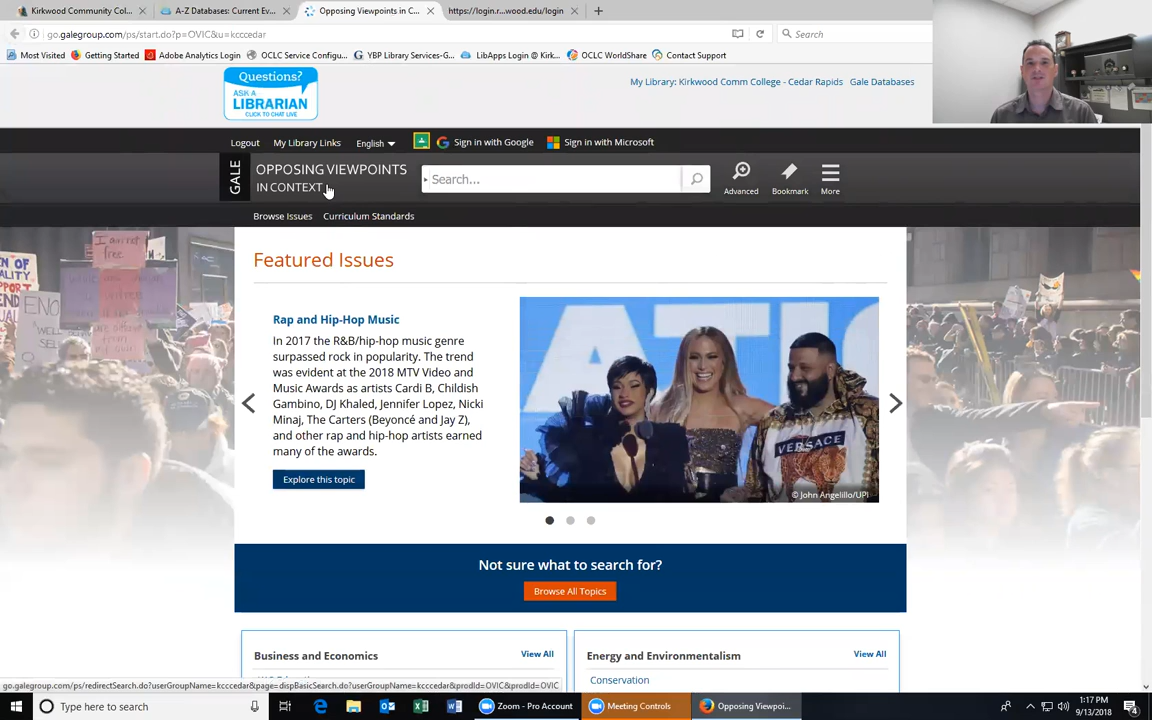 Kirkwood Community Col...
A-Z Databases: Current Ev...
Opposing Viewpoints in C...
https://login.r...wood.edu/login
go.galegroup.com/ps/start.do?p=OVIC&u=kcccedar
Search
Most Visited
Getting Started
Adobe Analytics Login
OCLC Service Configu...
YBP Library Services-G...
LibApps Login @ Kirk...
OCLC WorldShare
Contact Support
Questions?
ASK A
LIBRARIAN
CLICK TO CHAT LIVE
My Library: Kirkwood Comm College - Cedar Rapids
Gale Databases
Logout
My Library Links
English
Sign in with Google
Sign in with Microsoft
GALE
OPPOSING VIEWPOINTS
IN CONTEXT
Search...
Advanced
Bookmark
More
Browse Issues
Curriculum Standards
Featured Issues
Rap and Hip-Hop Music
In 2017 the R&B/hip-hop music genre
surpassed rock in popularity. The trend
was evident at the 2018 MTV Video and
Music Awards as artists Cardi B, Childish
Gambino, DJ Khaled, Jennifer Lopez, Nicki
Minaj, The Carters (Beyoncé and Jay Z),
and other rap and hip-hop artists earned
many of the awards.
Explore this topic
VERSACE
© John Angelillo/UPI
Not sure what to search for?
Browse All Topics
Business and Economics
View All
Energy and Environmentalism
View All
Conservation
go.galegroup.com/ps/redirectSearch.do?userGroupName=kcccedar&page=dispBasicSearch.do?userGroupName=kcccedar&prodId=OVIC&prodId=OVIC
Type here to search
Zoom - Pro Account
Meeting Controls
Opposing Viewpoi...
1:17 PM
9/13/2018